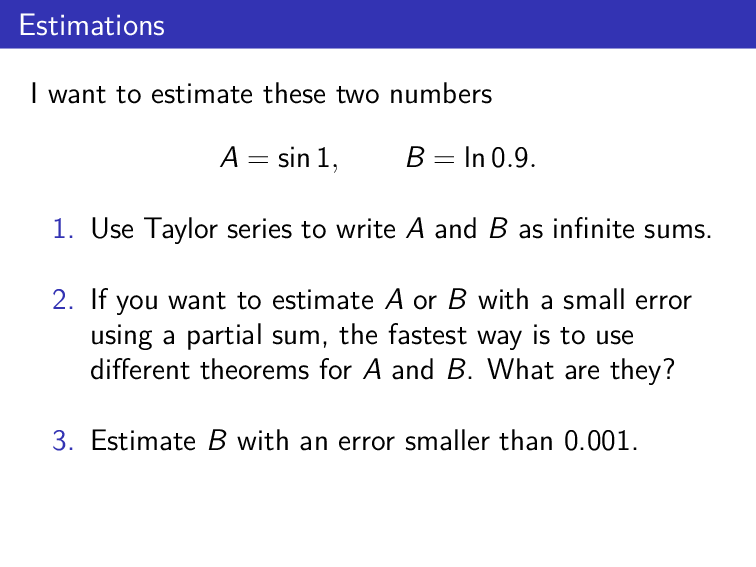 Estimations
I want to estimate these two numbers
A = sin 1, B = ln 0.9.
1. Use Taylor series to write A and B as infinite sums.
2. If you want to estimate A or B with a small error
using a partial sum, the fastest way is to use
different theorems for A and B. What are they?
3. Estimate B with an error smaller than 0.001.